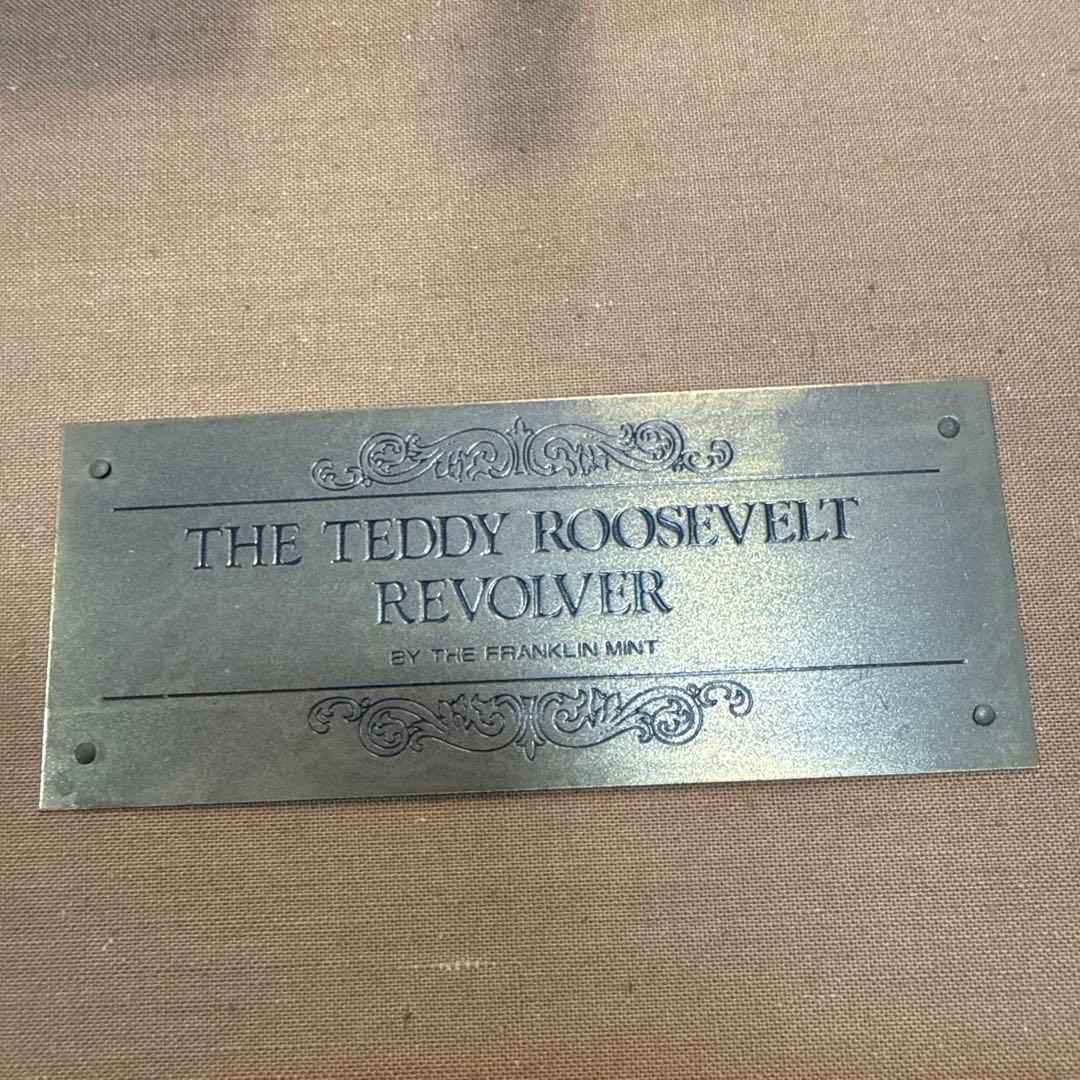 THE TEDDY ROOSEVELT
REVOLVER
BY THE FRANKLIN MINT